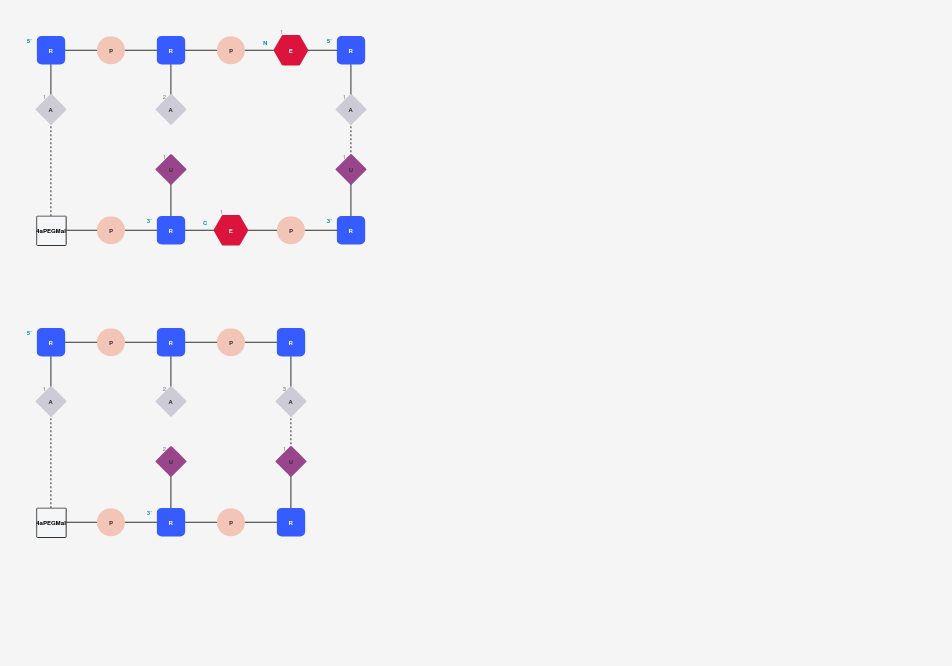 1
5' R P R P N E 5' R
1 A 2 A 1 A
1 U 1 U
1
4aPEGMal P 3' R C E P 3' R
5' R P R P R
1 A 2 A 3 A
2 U 1 U
4aPEGMal P 3' R P R